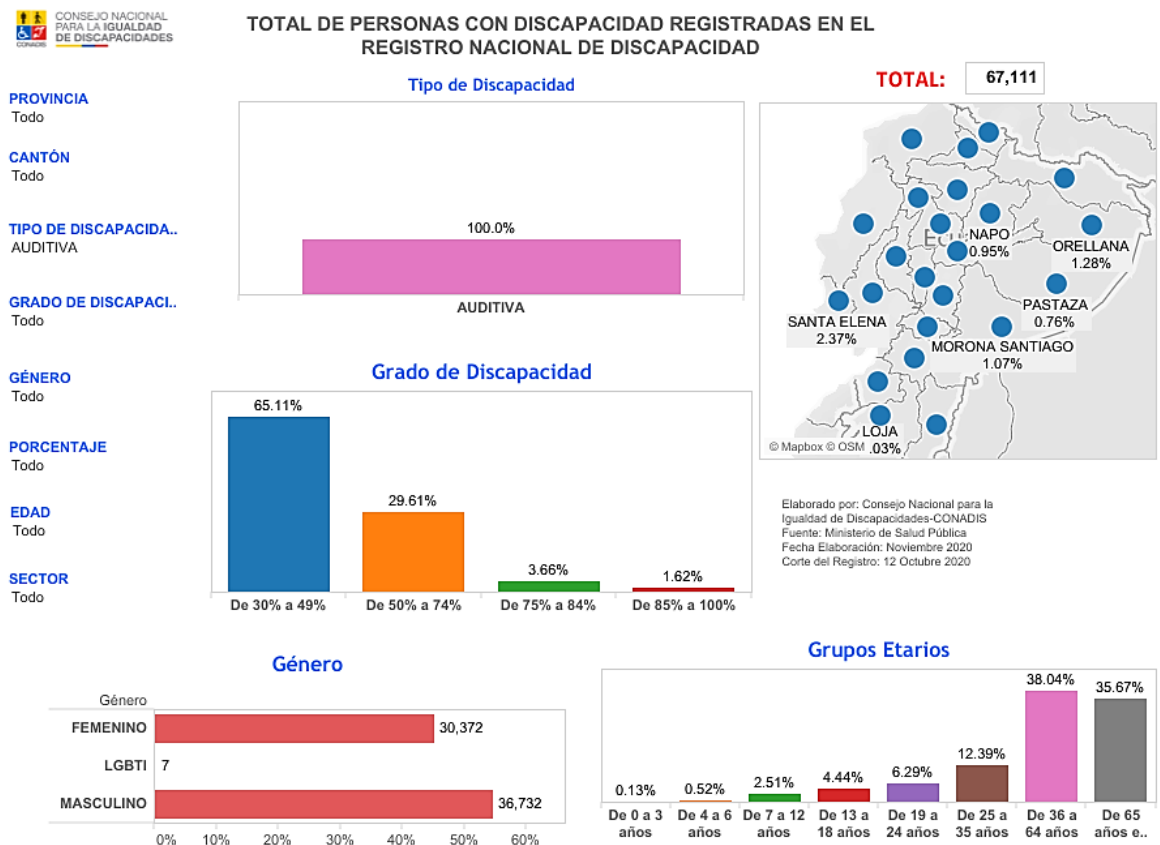 CONSEJO NACIONAL
PARA LA IGUALDAD
DE DISCAPACIDADES
CONADIS
TOTAL DE PERSONAS CON DISCAPACIDAD REGISTRADAS EN EL
REGISTRO NACIONAL DE DISCAPACIDAD
TOTAL:
67,111
PROVINCIA
Todo
CANTÓN
Todo
TIPO DE DISCAPACIDA..
AUDITIVA
GRADO DE DISCAPACI..
Todo
GÉNERO
Todo
PORCENTAJE
Todo
EDAD
Todo
SECTOR
Todo
Tipo de Discapacidad
100.0%
AUDITIVA
NAPO
0.95%
ORELLANA
1.28%
PASTAZA
0.76%
SANTA ELENA
2.37%
MORONA SANTIAGO
1.07%
LOJA
.03%
© Mapbox © OSM
Grado de Discapacidad
65.11%
29.61%
3.66%
1.62%
De 30% a 49%
De 50% a 74%
De 75% a 84%
De 85% a 100%
Elaborado por: Consejo Nacional para la
Igualdad de Discapacidades-CONADIS
Fuente: Ministerio de Salud Pública
Fecha Elaboración: Noviembre 2020
Corte del Registro: 12 Octubre 2020
Género
Género
FEMENINO
30,372
LGBTI
7
MASCULINO
36,732
0% 10% 20% 30% 40% 50% 60%
Grupos Etarios
0.13%
0.52%
2.51%
4.44%
6.29%
12.39%
38.04%
35.67%
De 0 a 3
años
De 4 a 6
años
De 7 a 12
años
De 13 a
18 años
De 19 a
24 años
De 25 a
35 años
De 36 a
64 años
De 65
años e..